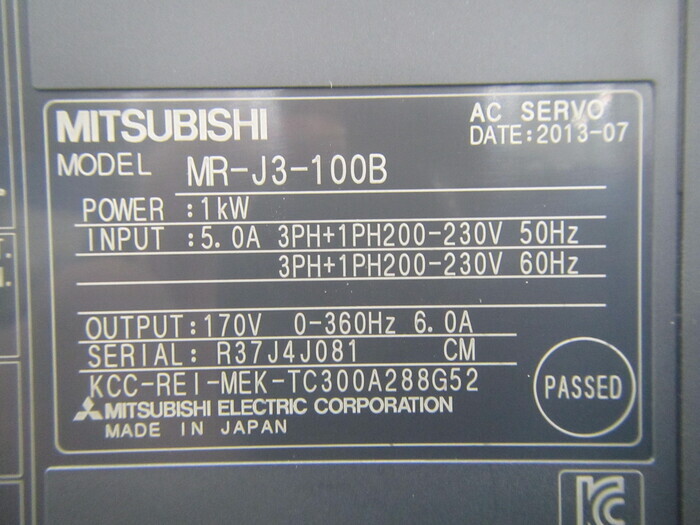 MITSUBISHI
AC SERVO
DATE:2013-07
MODEL MR-J3-100B
POWER :1kW
INPUT :5.0A 3PH+1PH200-230V 50Hz
3PH+1PH200-230V 60Hz
OUTPUT:170V 0-360Hz 6.0A
SERIAL: R37J4J081 CM
KCC-REI-MEK-TC300A288G52
PASSED
MITSUBISHI ELECTRIC CORPORATION
MADE IN JAPAN